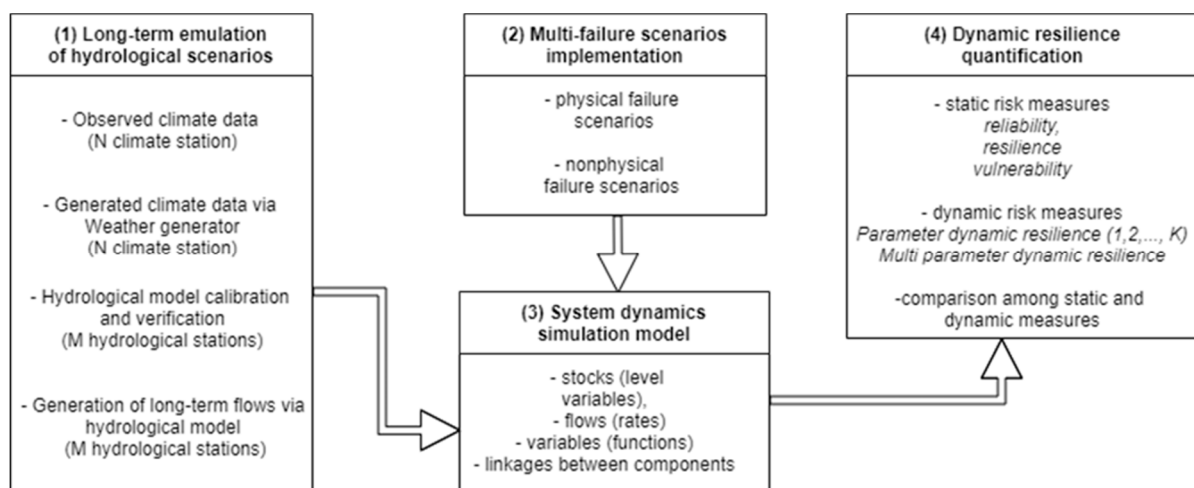 (1) Long-term emulation
of hydrological scenarios
- Observed climate data
(N climate station)
- Generated climate data via
Weather generator
(N climate station)
- Hydrological model calibration
and verification
(M hydrological stations)
- Generation of long-term flows via
hydrological model
(M hydrological stations)
(2) Multi-failure scenarios
implementation
- physical failure
scenarios
- nonphysical
failure scenarios
(3) System dynamics
simulation model
- stocks (level
variables),
- flows (rates)
- variables (functions)
- linkages between components
(4) Dynamic resilience
quantification
- static risk measures
reliability,
resilience
vulnerability
- dynamic risk measures
Parameter dynamic resilience (1,2,..., K)
Multi parameter dynamic resilience
-comparison among static and
dynamic measures